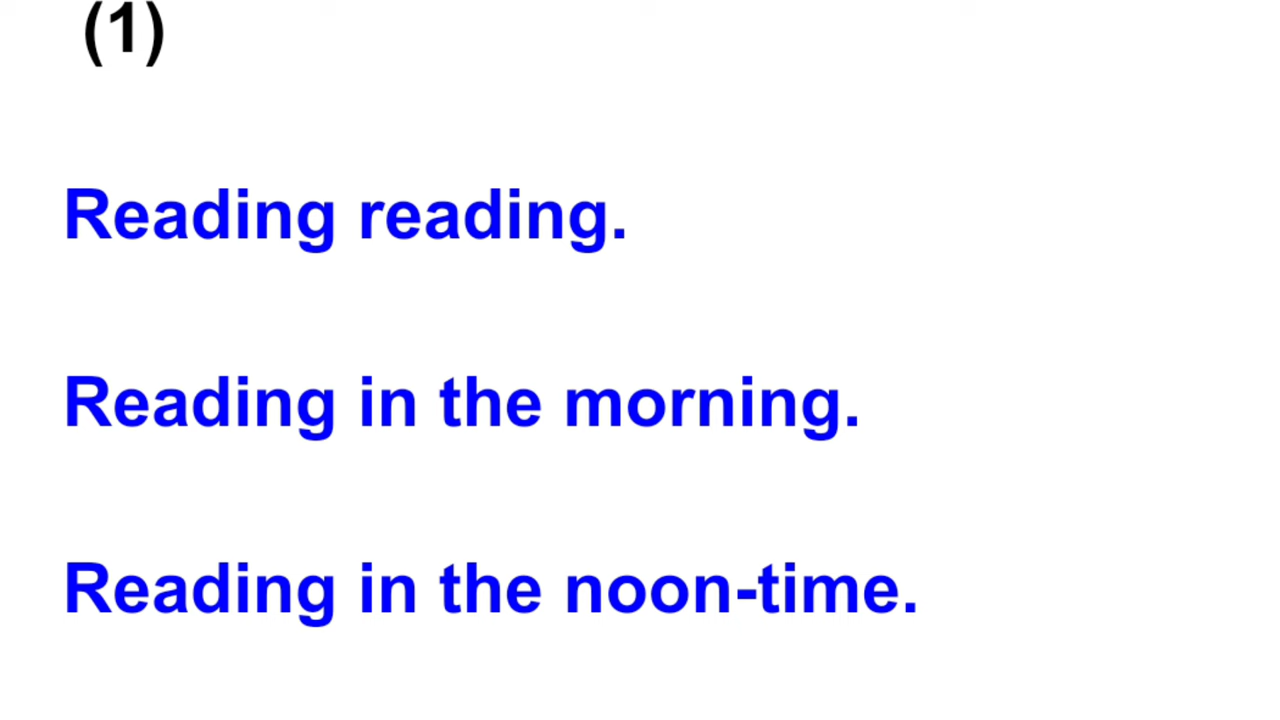 (1)
Reading reading.
Reading in the morning.
Reading in the noon-time.